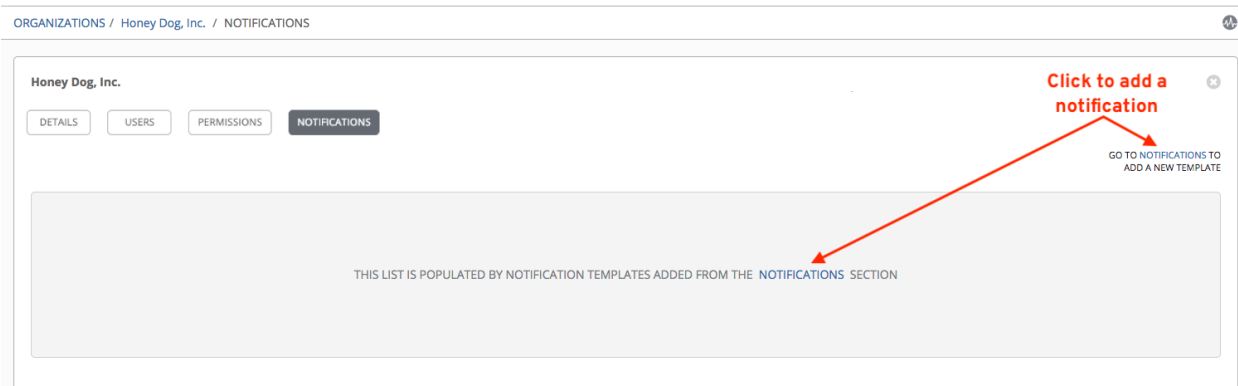 ORGANIZATIONS / Honey Dog, Inc. / NOTIFICATIONS
Honey Dog, Inc.
Click to add a
notification
DETAILS USERS PERMISSIONS NOTIFICATIONS
GO TO NOTIFICATIONS TO
ADD A NEW TEMPLATE
THIS LIST IS POPULATED BY NOTIFICATION TEMPLATES ADDED FROM THE NOTIFICATIONS SECTION